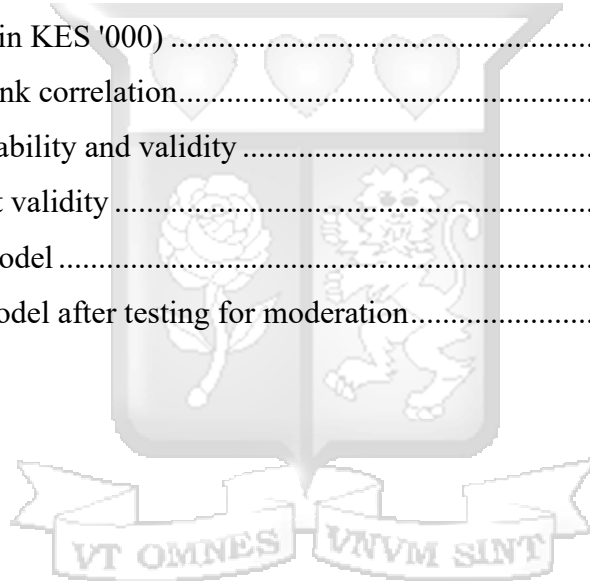 in KES '000) ................................................
nk correlation................................................
ability and validity ........................................
t validity .......................................................
odel ..............................................................
odel after testing for moderation......................
VT OMNES VNVM SINT